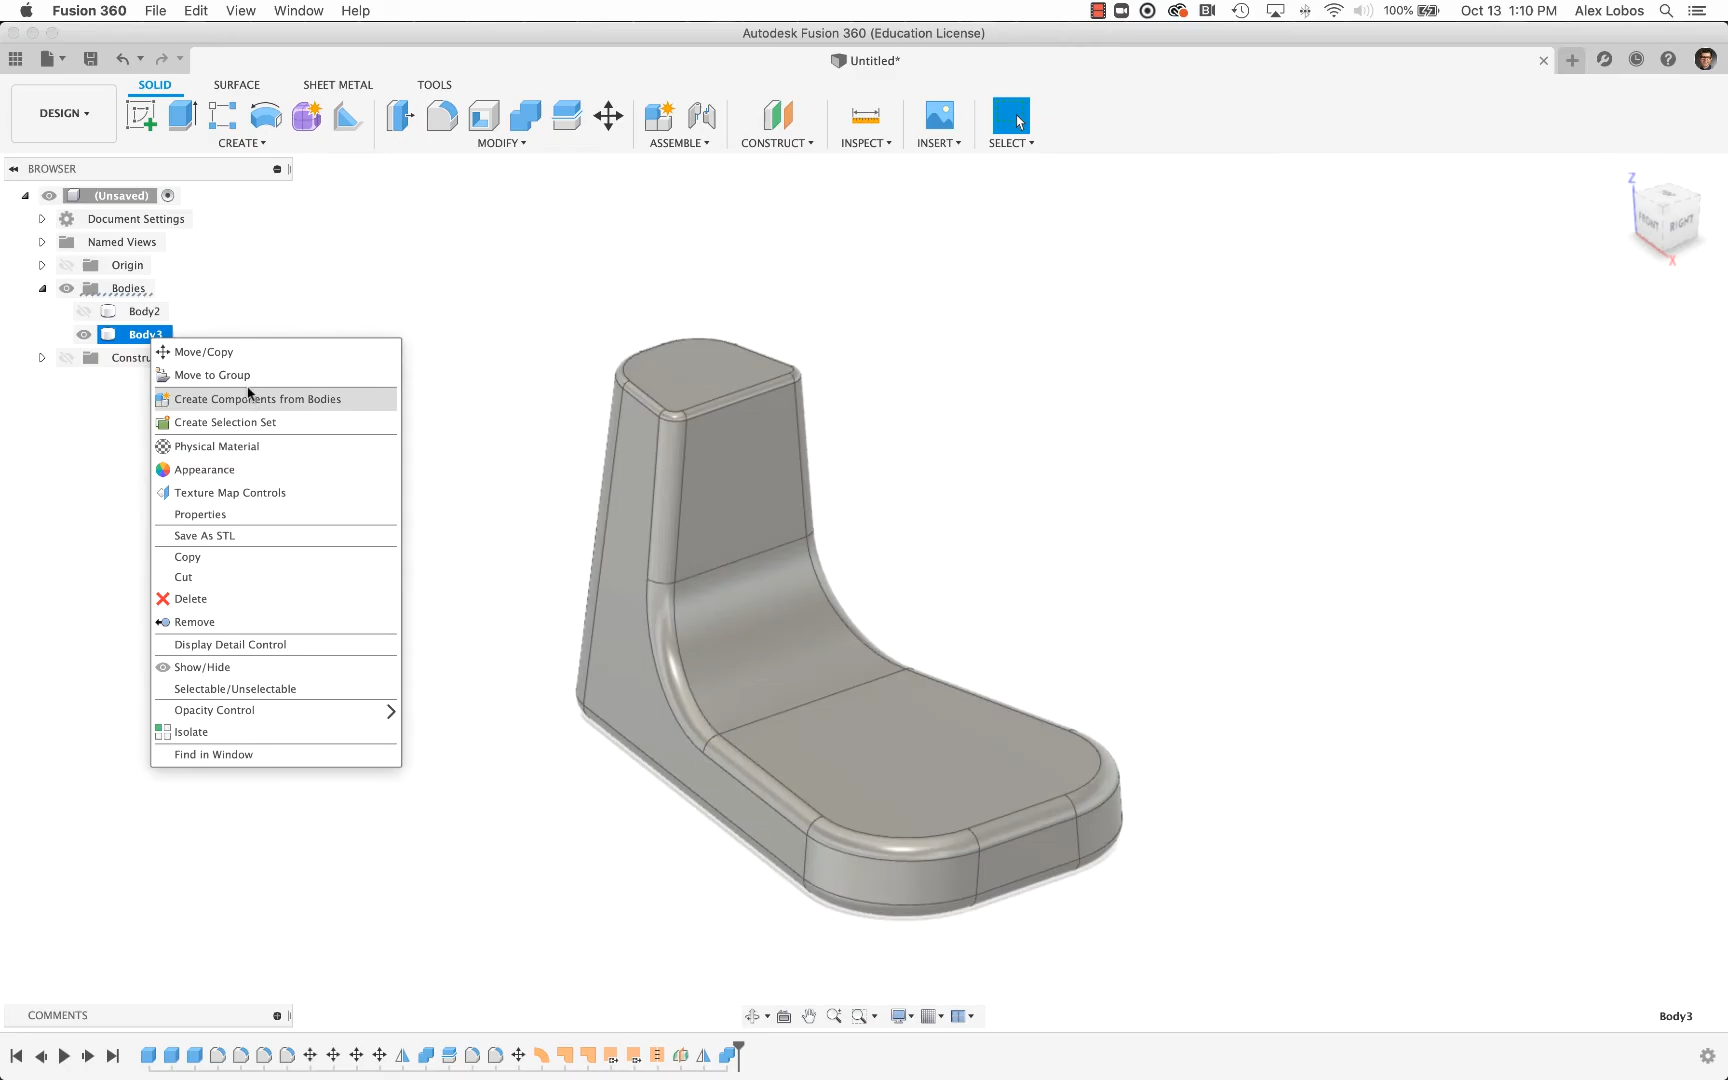 Fusion 360 File Edit View Window Help 100% Oct 13 1:10 PM Alex Lobos
Autodesk Fusion 360 (Education License)
Untitled*
SOLID SURFACE SHEET METAL TOOLS
DESIGN
CREATE MODIFY ASSEMBLE CONSTRUCT INSPECT INSERT SELECT
BROWSER
(Unsaved)
Document Settings
Named Views
Origin
Bodies
Body2
Body3
Constru
Move/Copy
Move to Group
Create Components from Bodies
Create Selection Set
Physical Material
Appearance
Texture Map Controls
Properties
Save As STL
Copy
Cut
Delete
Remove
Display Detail Control
Show/Hide
Selectable/Unselectable
Opacity Control
Isolate
Find in Window
Z
FRONT RIGHT
X
COMMENTS
Body3